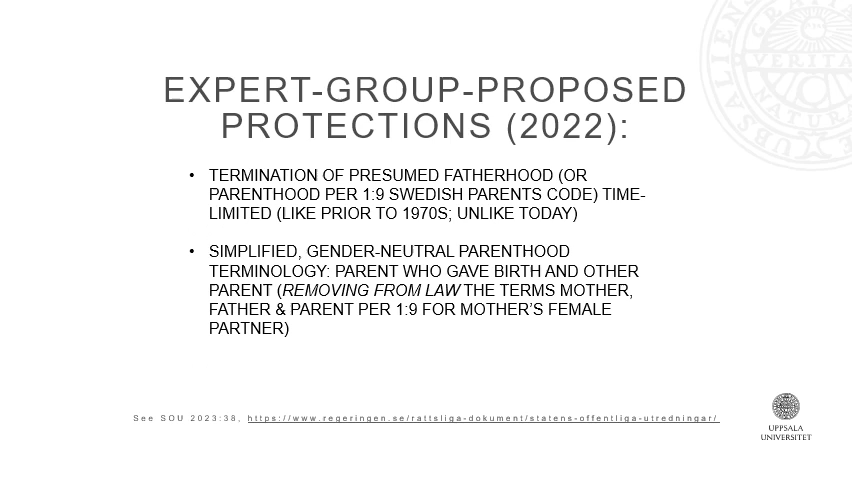 EXPERT-GROUP-PROPOSED
PROTECTIONS (2022):
• TERMINATION OF PRESUMED FATHERHOOD (OR
PARENTHOOD PER 1:9 SWEDISH PARENTS CODE) TIME-
LIMITED (LIKE PRIOR TO 1970S; UNLIKE TODAY)
• SIMPLIFIED, GENDER-NEUTRAL PARENTHOOD
TERMINOLOGY: PARENT WHO GAVE BIRTH AND OTHER
PARENT (REMOVING FROM LAW THE TERMS MOTHER,
FATHER & PARENT PER 1:9 FOR MOTHER'S FEMALE
PARTNER)
See SOU 2023:38, https://www.regeringen.se/rattsliga-dokument/statens-offentliga-utredningar/
UPPSALA
UNIVERSITET